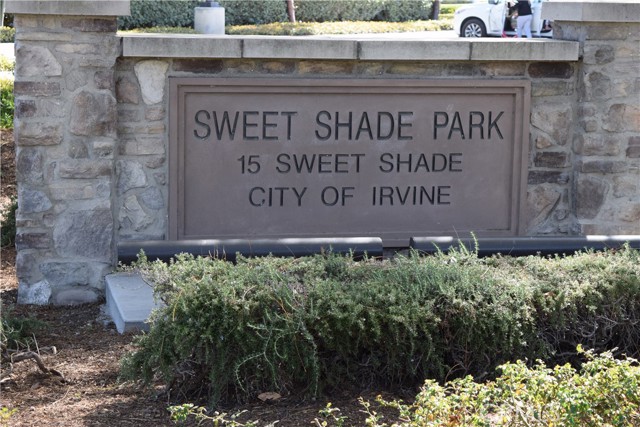 SWEET SHADE PARK
15 SWEET SHADE
CITY OF IRVINE